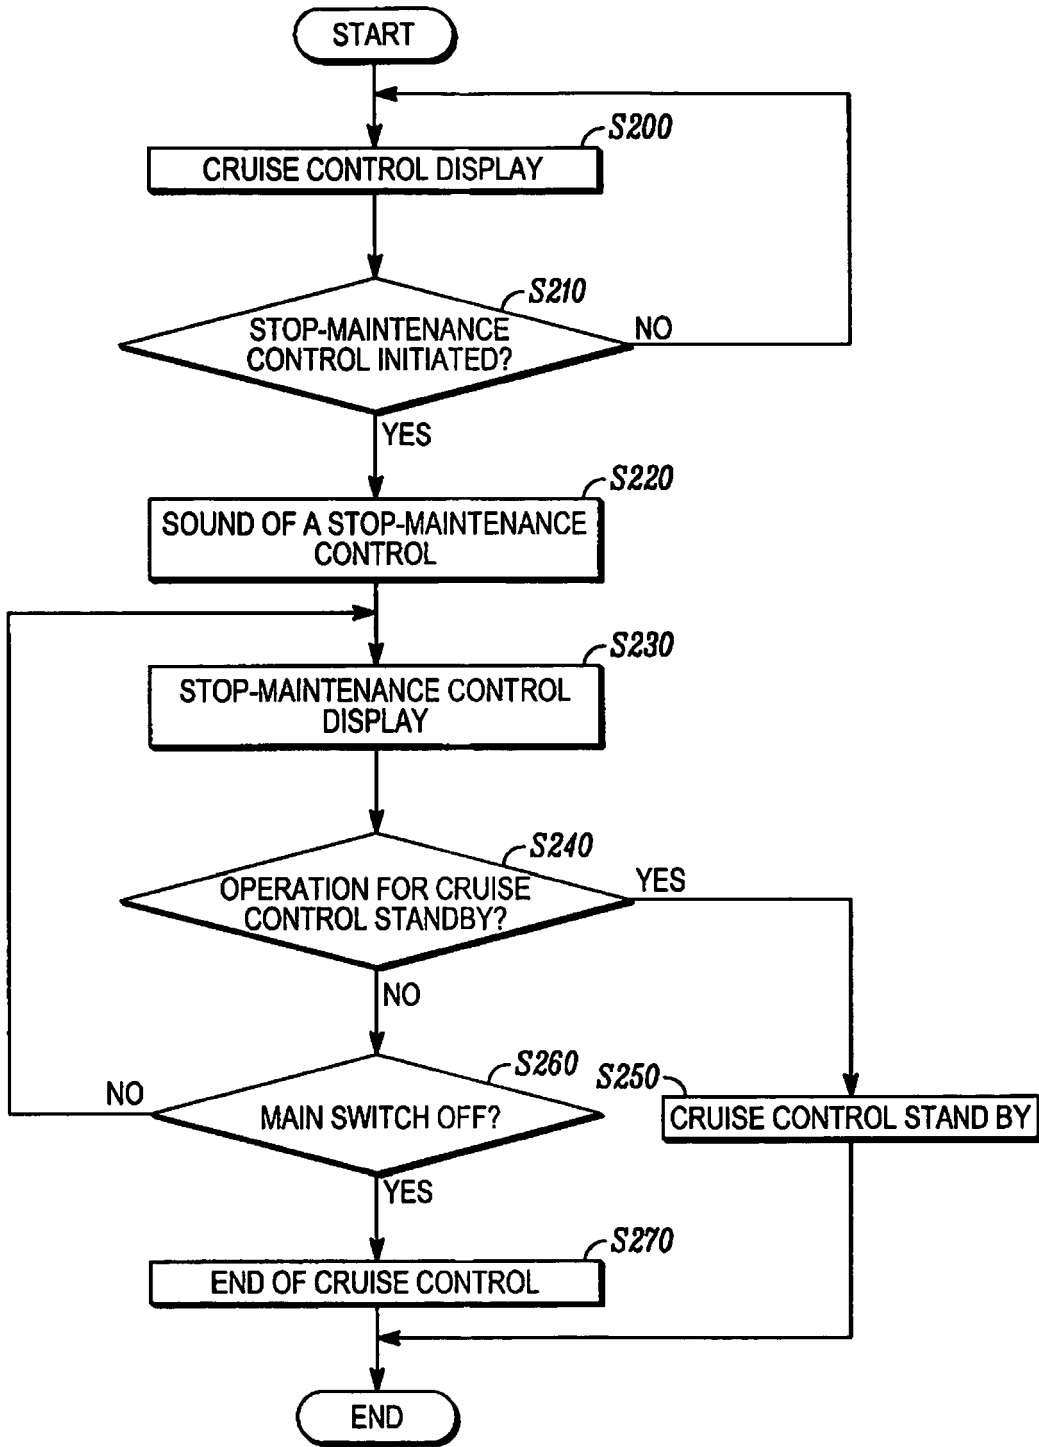 START
S200
CRUISE CONTROL DISPLAY
S210
STOP-MAINTENANCE
CONTROL INITIATED?
NO
YES
S220
SOUND OF A STOP-MAINTENANCE
CONTROL
S230
STOP-MAINTENANCE CONTROL
DISPLAY
S240
OPERATION FOR CRUISE
CONTROL STANDBY?
YES
NO
S260
MAIN SWITCH OFF?
NO
S250
CRUISE CONTROL STAND BY
YES
S270
END OF CRUISE CONTROL
END